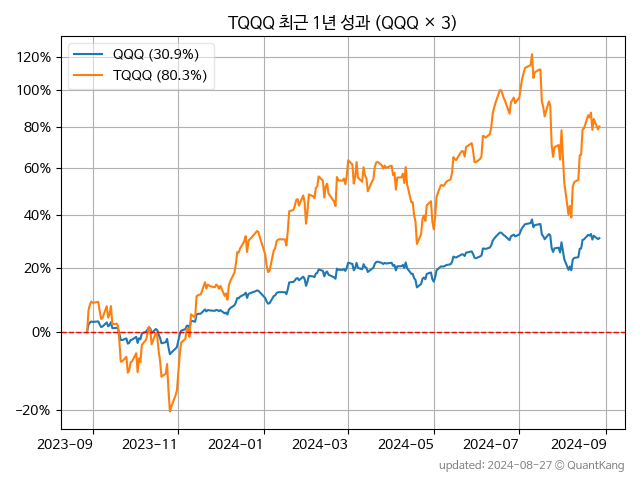 TQQQ 최근 1년 성과 (QQQ × 3)
QQQ (30.9%)
TQQQ (80.3%)
120%
100%
80%
60%
40%
20%
0%
−20%
2023-09 2023-11 2024-01 2024-03 2024-05 2024-07 2024-09
updated: 2024-08-27 © QuantKang